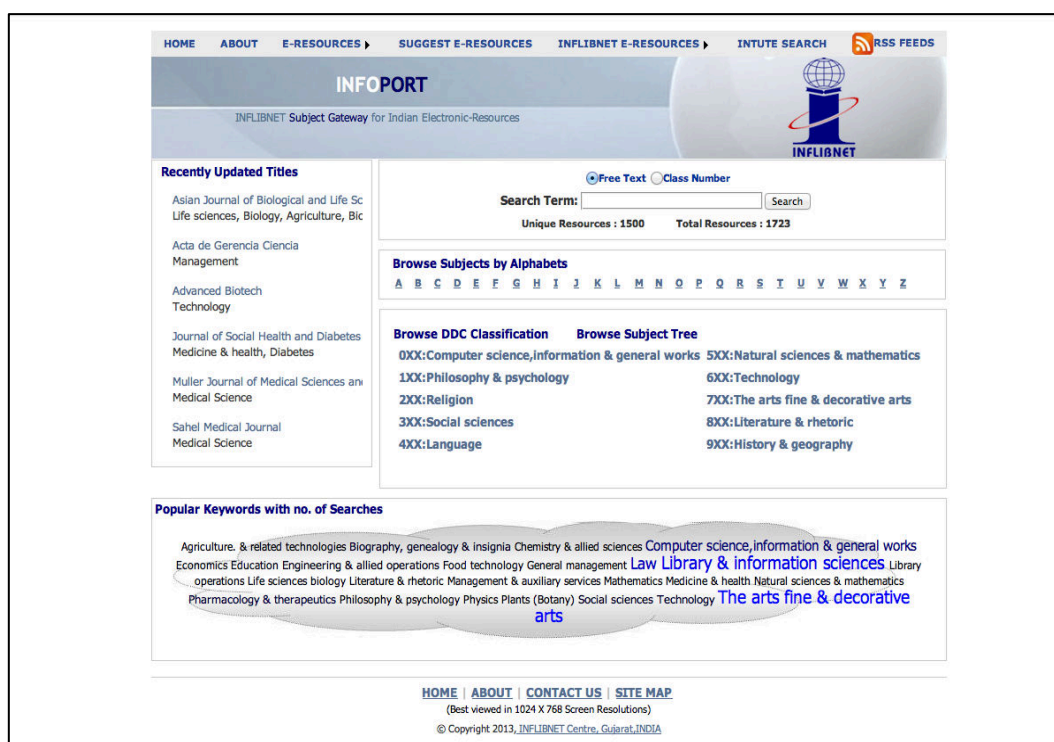 HOME ABOUT E-RESOURCES SUGGEST E-RESOURCES INFLIBNET E-RESOURCES INTUTE SEARCH RSS FEEDS
INFOPORT
INFLIBNET Subject Gateway for Indian Electronic-Resources
INFLIBNET
Recently Updated Titles
Asian Journal of Biological and Life Sc
Life sciences, Biology, Agriculture, Bic
Acta de Gerencia Ciencia
Management
Advanced Biotech
Technology
Journal of Social Health and Diabetes
Medicine & health, Diabetes
Muller Journal of Medical Sciences an
Medical Science
Sahel Medical Journal
Medical Science
Free Text Class Number
Search Term: Search
Unique Resources : 1500 Total Resources : 1723
Browse Subjects by Alphabets
A B C D E F G H I J K L M N O P Q R S T U V W X Y Z
Browse DDC Classification Browse Subject Tree
0XX:Computer science,information & general works 5XX:Natural sciences & mathematics
1XX:Philosophy & psychology 6XX:Technology
2XX:Religion 7XX:The arts fine & decorative arts
3XX:Social sciences 8XX:Literature & rhetoric
4XX:Language 9XX:History & geography
Popular Keywords with no. of Searches
Agriculture. & related technologies Biography, genealogy & insignia Chemistry & allied sciences Computer science,information & general works
Economics Education Engineering & allied operations Food technology General management Law Library & information sciences Library
operations Life sciences biology Literature & rhetoric Management & auxiliary services Mathematics Medicine & health Natural sciences & mathematics
Pharmacology & therapeutics Philosophy & psychology Physics Plants (Botany) Social sciences Technology The arts fine & decorative
arts
HOME | ABOUT | CONTACT US | SITE MAP
(Best viewed in 1024 X 768 Screen Resolutions)
© Copyright 2013, INFLIBNET Centre, Gujarat,INDIA